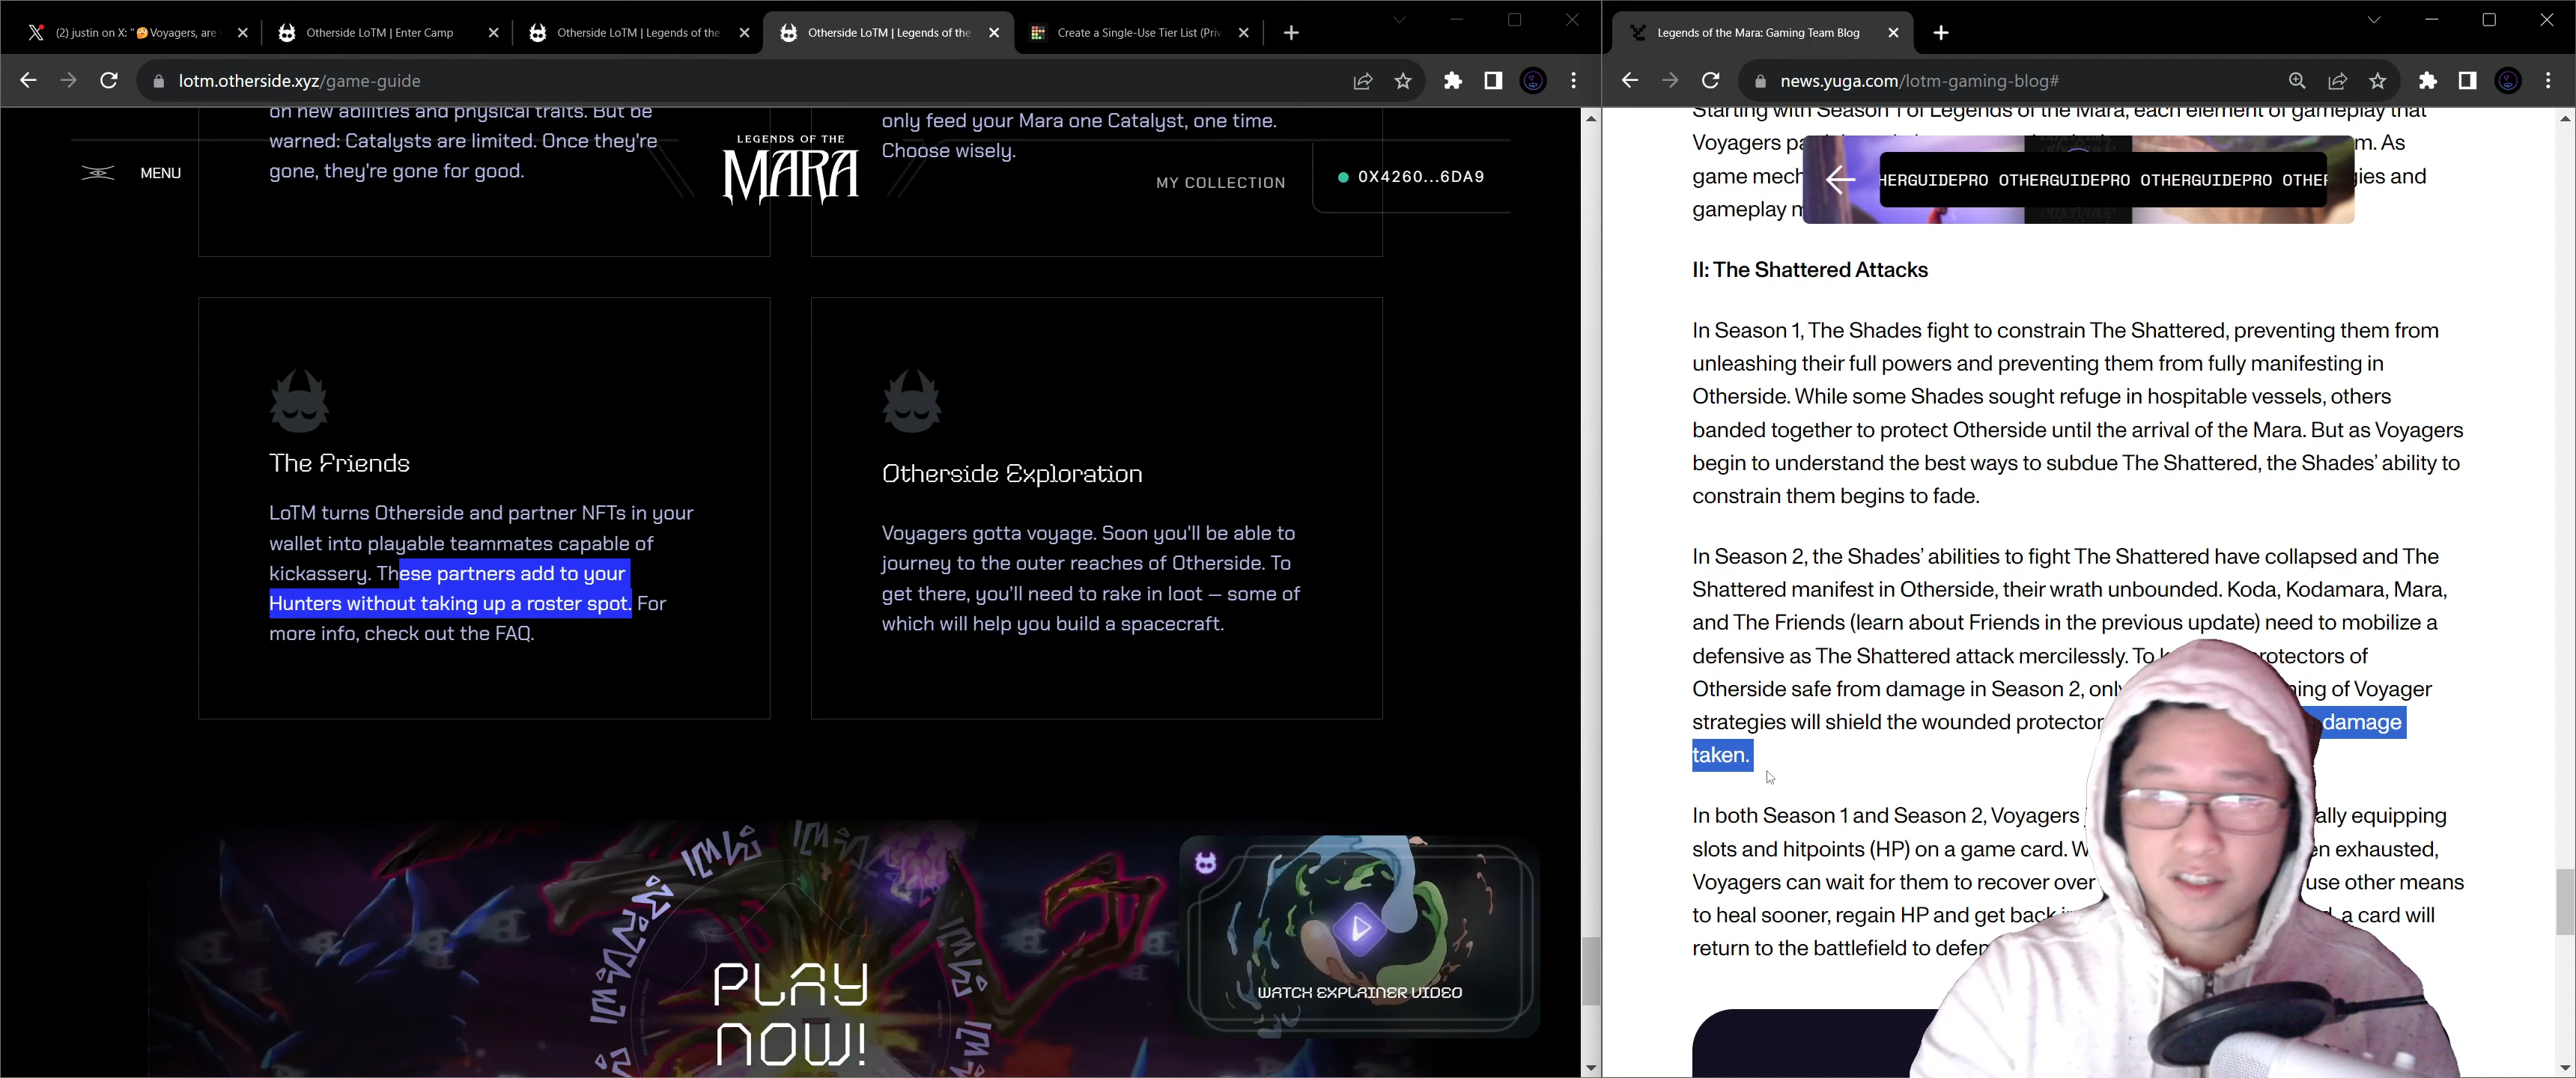 (2) justin on X: "🤔Voyagers, are
Otherside LoTM | Enter Camp
Otherside LoTM | Legends of the
Otherside LoTM | Legends of the
Create a Single-Use Tier List (Priv
lotm.otherside.xyz/game-guide
on new abilities and physical traits. But be
warned: Catalysts are limited. Once they're
gone, they're gone for good.
only feed your Mara one Catalyst, one time.
Choose wisely.
MENU
LEGENDS OF THE
MARA
MY COLLECTION
0X4260...6DA9
The Friends
LoTM turns Otherside and partner NFTs in your
wallet into playable teammates capable of
kickassery. These partners add to your
Hunters without taking up a roster spot. For
more info, check out the FAQ.
Otherside Exploration
Voyagers gotta voyage. Soon you'll be able to
journey to the outer reaches of Otherside. To
get there, you'll need to rake in loot — some of
which will help you build a spacecraft.
PLAY
NOW!
WATCH EXPLAINER VIDEO
Legends of the Mara: Gaming Team Blog
news.yuga.com/lotm-gaming-blog#
Starting with Season 1 of Legends of the Mara, each element of gameplay that
Voyagers m. As
game mech ies and
gameplay
HERGUIDEPRO OTHERGUIDEPRO OTHERGUIDEPRO OTHER
II: The Shattered Attacks
In Season 1, The Shades fight to constrain The Shattered, preventing them from
unleashing their full powers and preventing them from fully manifesting in
Otherside. While some Shades sought refuge in hospitable vessels, others
banded together to protect Otherside until the arrival of the Mara. But as Voyagers
begin to understand the best ways to subdue The Shattered, the Shades' ability to
constrain them begins to fade.
In Season 2, the Shades' abilities to fight The Shattered have collapsed and The
Shattered manifest in Otherside, their wrath unbounded. Koda, Kodamara, Mara,
and The Friends (learn about Friends in the previous update) need to mobilize a
defensive as The Shattered attack mercilessly. To rotectors of
Otherside safe from damage in Season 2, onl ning of Voyager
strategies will shield the wounded protector damage
taken.
In both Season 1 and Season 2, Voyagers ally equipping
slots and hitpoints (HP) on a game card. W en exhausted,
Voyagers can wait for them to recover over use other means
to heal sooner, regain HP and get back a card will
return to the battlefield to defen